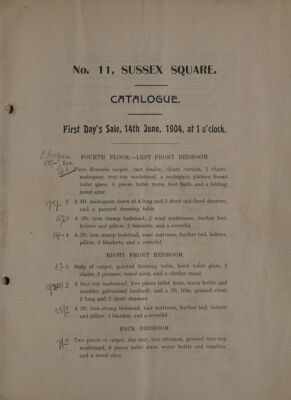 No. 11, SUSSEX SQUARE.
CATALOGUE.
First Day's Sale, 14th June, 1904, at 1 o'clock.
FOURTH FLOOR.—LEFT FRONT BEDROOM.
Lot
1 Piece Brussels carpet, cast fender, chintz curtain, 3 chairs,
mahogany tray-top washstand, a mahogany plateau frame
toilet glass, 6 pieces toilet ware, foot bath, and a folding
towel airer
2 A 4ft. mahogany chest of 4 long and 2 short oak-lined drawers,
and a painted dressing table
3 A 3ft. iron stump bedstead, 2 wool mattresses, feather bed,
bolster and pillow, 2 blankets, and a coverlid
4 A 3ft. iron stump bedstead, wool mattress, feather bed, bolster,
pillow, 2 blankets, and a coverlid
RIGHT FRONT BEDROOM.
5 Strip of carpet, painted dressing table, birch toilet glass, 2
chairs, 2 pictures, towel airer, and a clothes stand
6 A tray-top washstand, five pieces toilet ware, water bottle and
tumbler, galvanised footbath, and a 3ft. 10in. grained chest
2 long and 2 short drawers
7 A 3ft. iron stump bedstead, hair mattress, feather bed, bolster
and pillow, 1 blanket, and a coverlid
BACK BEDROOM.
Two pieces of carpet, slip mat, box ottoman, grained tray top
washstand, 6 pieces toilet ware, water bottle and tumbler,
and a towel airer